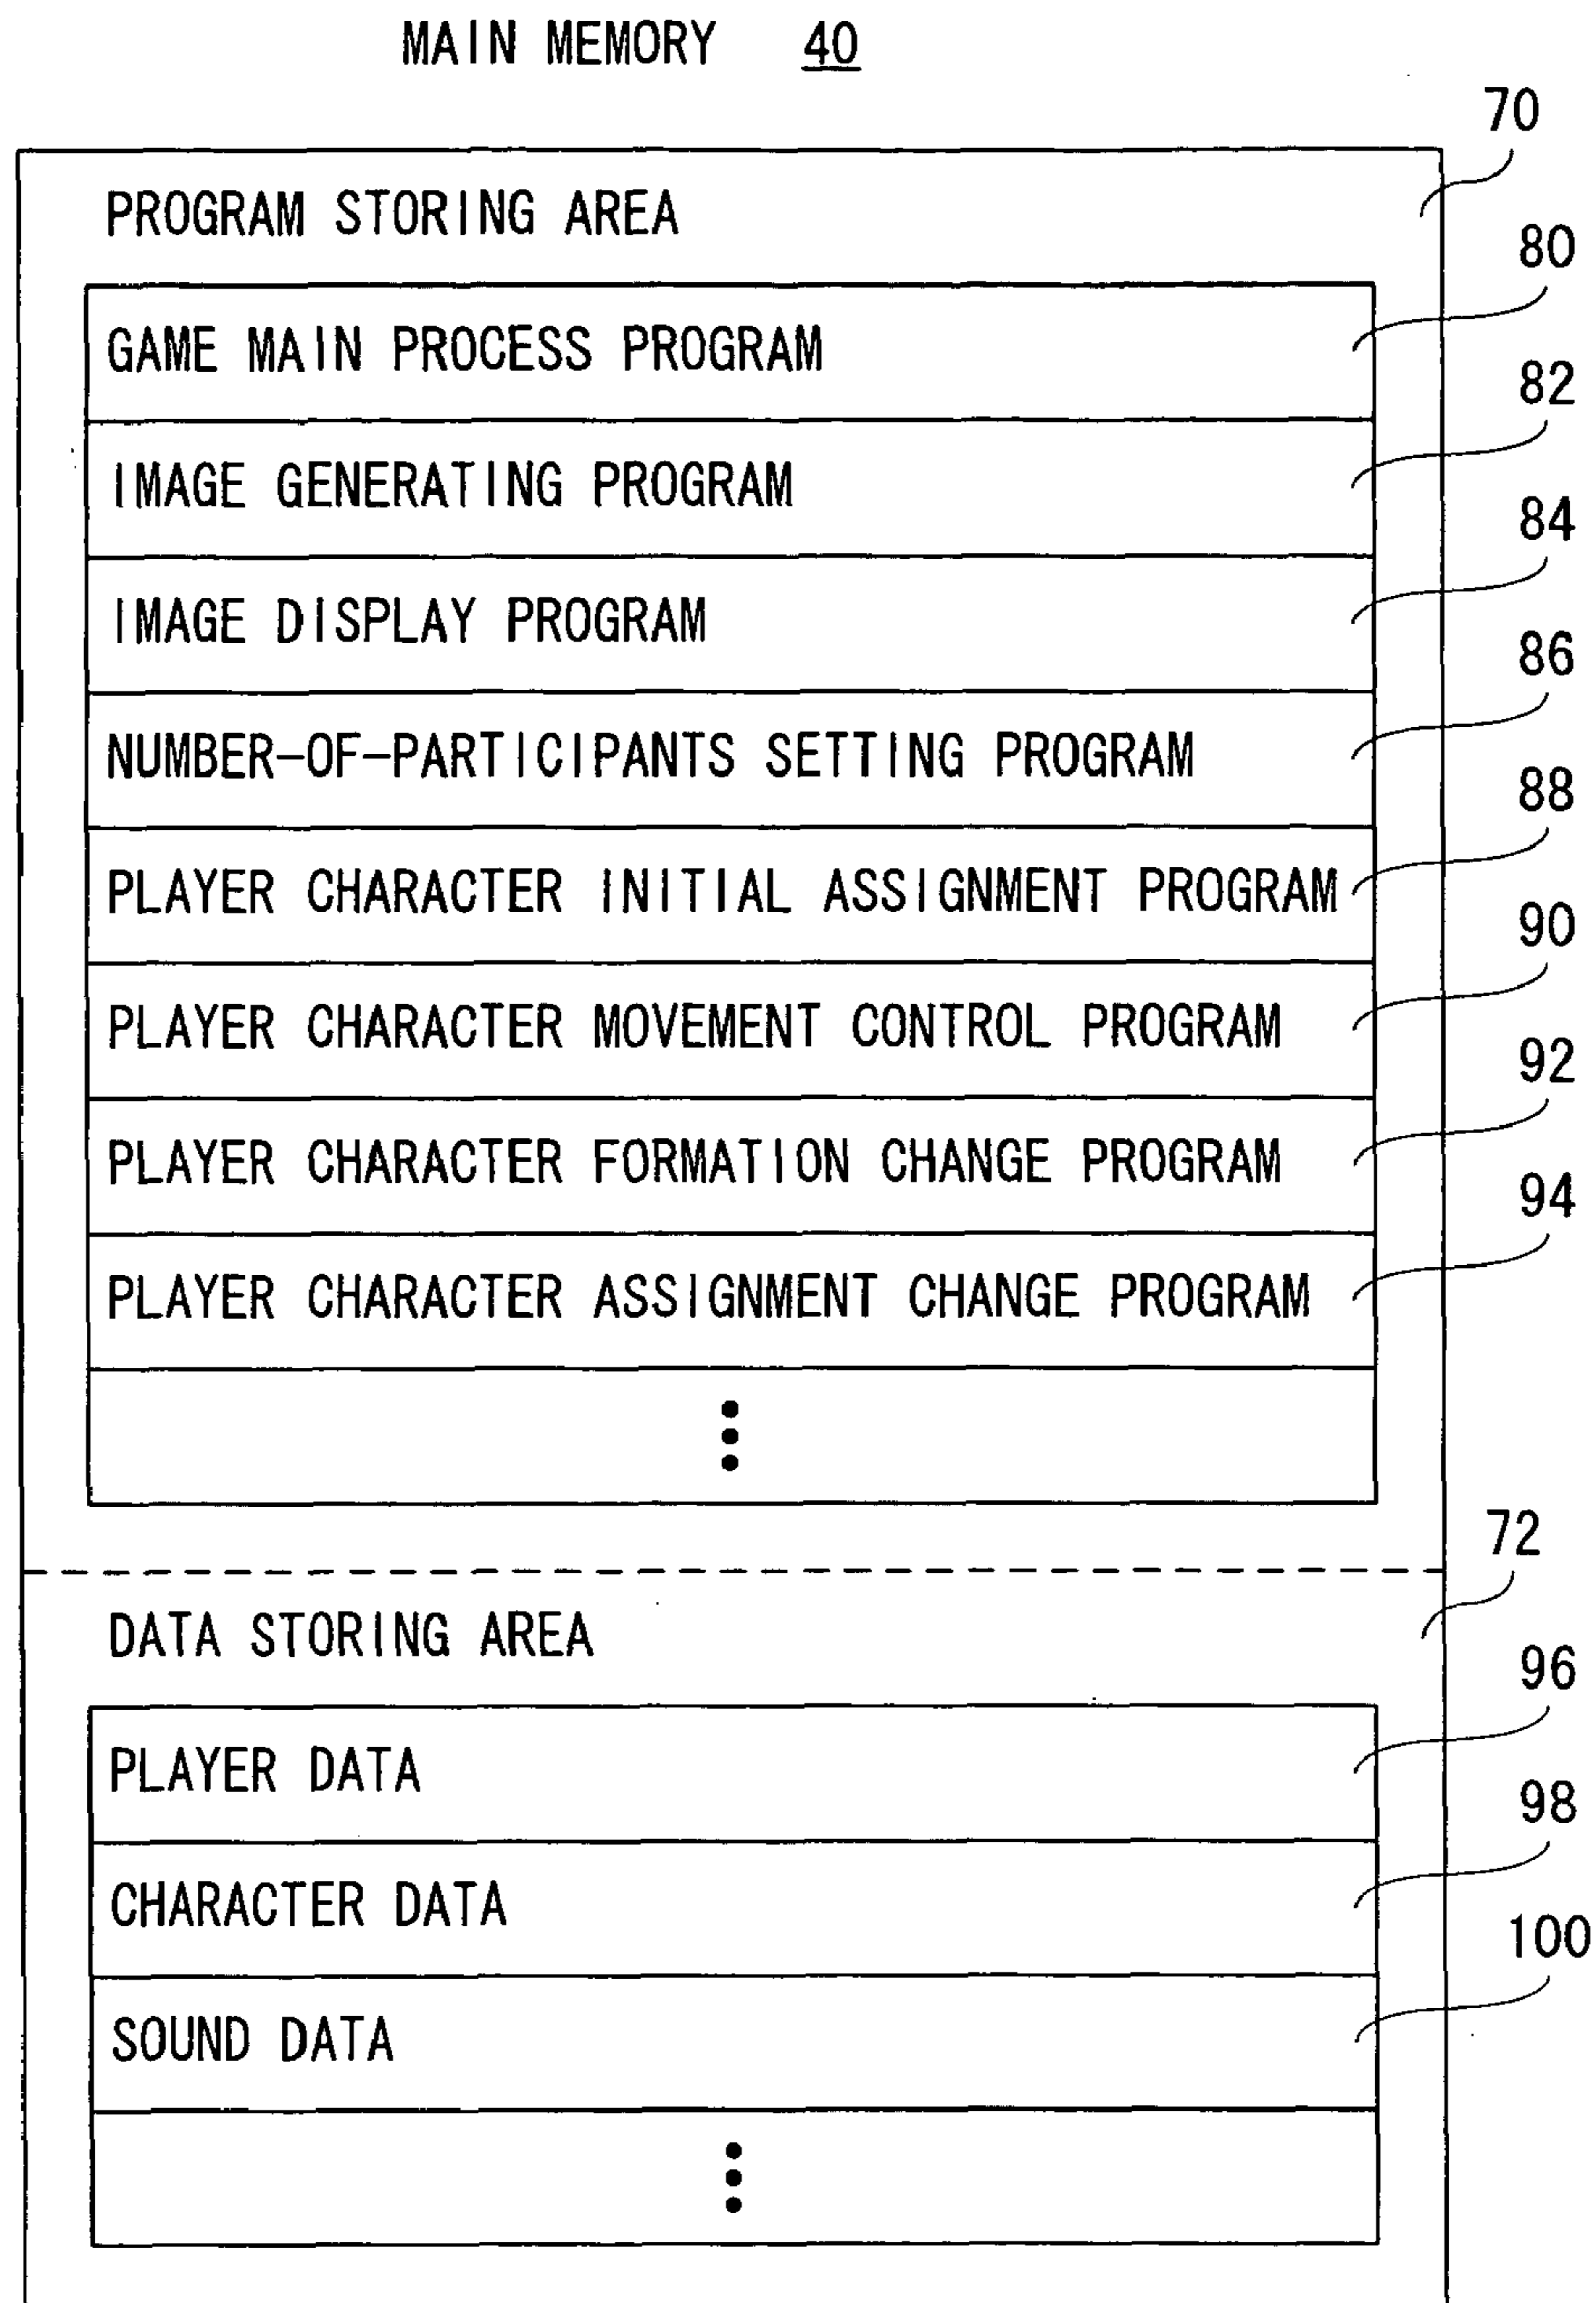 MAIN MEMORY 40
70
PROGRAM STORING AREA
80
GAME MAIN PROCESS PROGRAM
82
IMAGE GENERATING PROGRAM
84
IMAGE DISPLAY PROGRAM
86
NUMBER-OF-PARTICIPANTS SETTING PROGRAM
88
PLAYER CHARACTER INITIAL ASSIGNMENT PROGRAM
90
PLAYER CHARACTER MOVEMENT CONTROL PROGRAM
92
PLAYER CHARACTER FORMATION CHANGE PROGRAM
94
PLAYER CHARACTER ASSIGNMENT CHANGE PROGRAM
72
DATA STORING AREA
96
PLAYER DATA
98
CHARACTER DATA
100
SOUND DATA